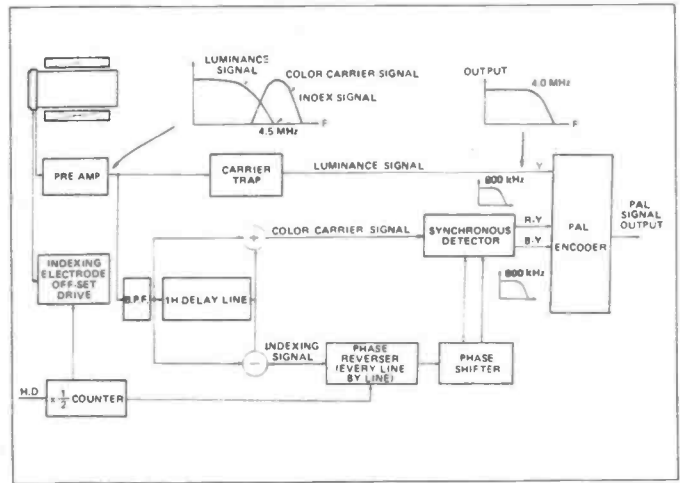 LUMINANCE
SIGNAL
COLOR CARRIER SIGNAL
INDEX SIGNAL
4.5 MHz
F
OUTPUT
4.0 MHz
F
PRE AMP
CARRIER
TRAP
LUMINANCE SIGNAL
Y
800 kHz
COLOR CARRIER SIGNAL
SYNCHRONOUS
DETECTOR
R-Y
B-Y
PAL
ENCODER
PAL
SIGNAL
OUTPUT
800 kHz
INDEXING
ELECTRODE
OFF-SET
DRIVE
B.P.F.
1H DELAY LINE
+
−
INDEXING
SIGNAL
PHASE
REVERSER
(EVERY LINE
BY LINE)
PHASE
SHIFTER
H.D
× 1/2 COUNTER